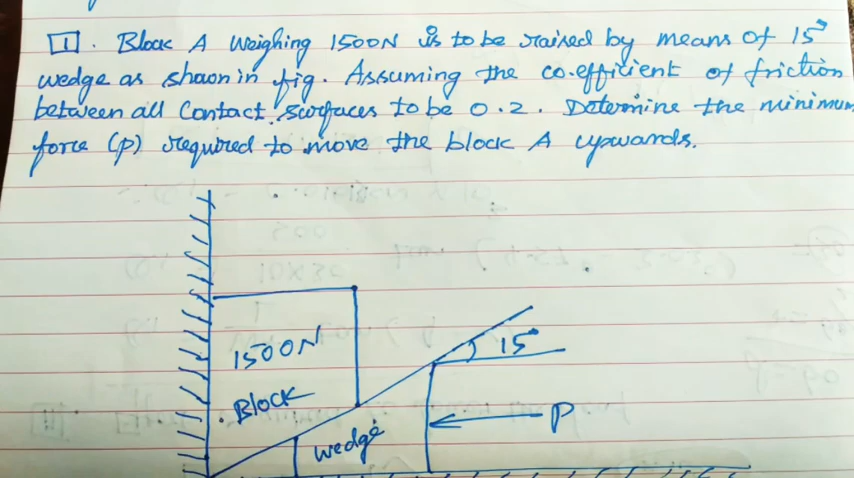 1. Block A Weighing 1500N is to be raised by means of 15°
wedge as shown in fig. Assuming the co.efficient of friction
between all Contact surfaces to be 0.2. Determine the minimum
force (p) required to move the block A upwards.
1500N
15°
BLOCK
P
wedge